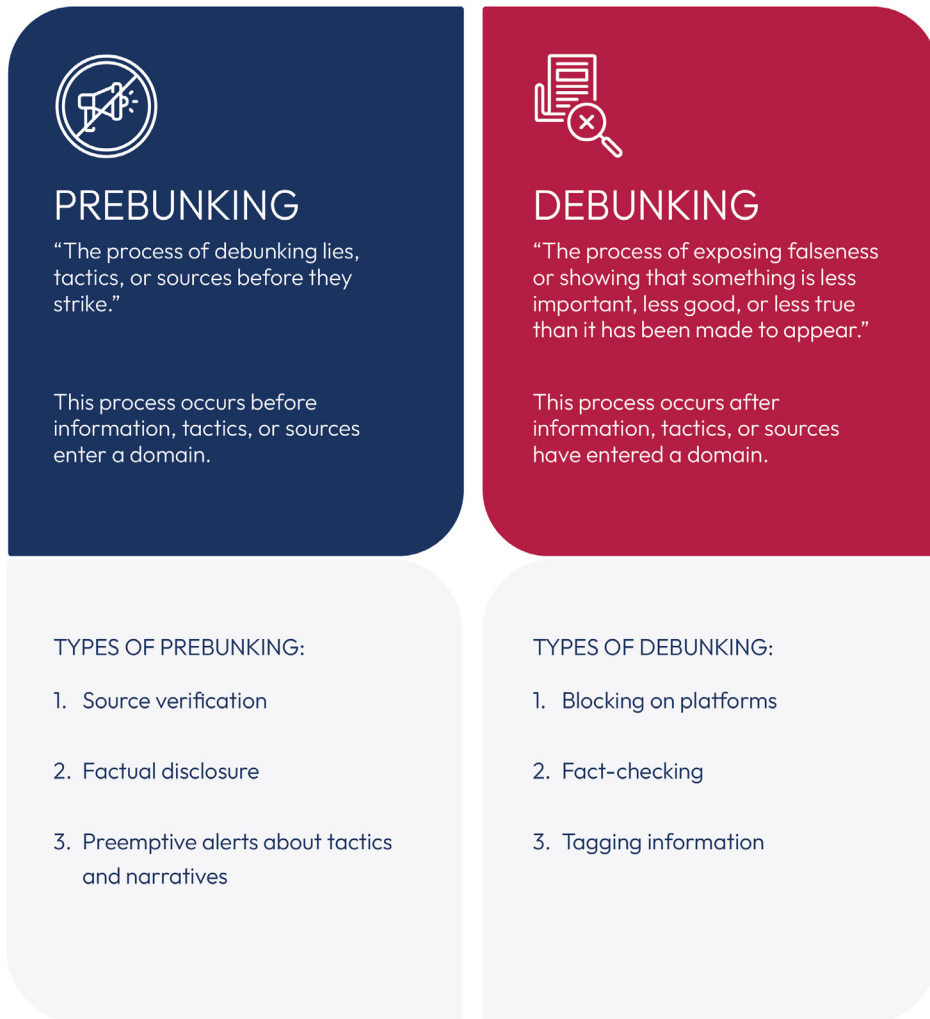 PREBUNKING
“The process of debunking lies,
tactics, or sources before they
strike.”
This process occurs before
information, tactics, or sources
enter a domain.
TYPES OF PREBUNKING:
1. Source verification
2. Factual disclosure
3. Preemptive alerts about tactics
and narratives
DEBUNKING
“The process of exposing falseness
or showing that something is less
important, less good, or less true
than it has been made to appear.”
This process occurs after
information, tactics, or sources
have entered a domain.
TYPES OF DEBUNKING:
1. Blocking on platforms
2. Fact-checking
3. Tagging information